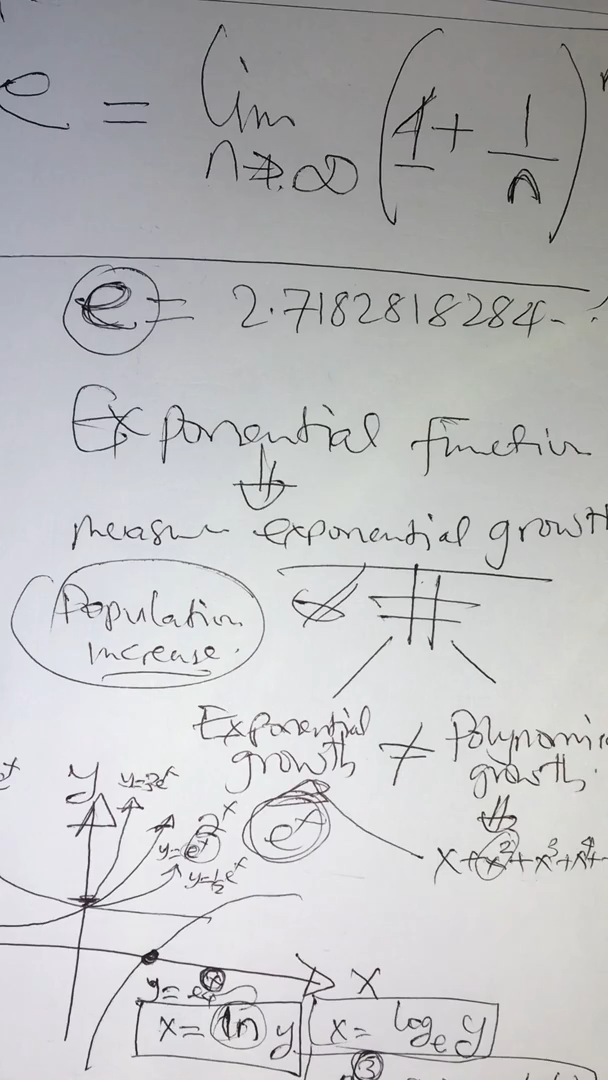 e = lim n→∞ (1 + 1/n)
e = 2.7182818284-
Exponential function
measure exponential growth
Population
increase.
Exponential growth ≠ Polynomial growth
e^x
x + x^2 + x^3 + x^4 +
y
y=3e^x
y=e^x
2^x
y=½e^x
x
y = e^x
x = ln y
x = log_e y
3